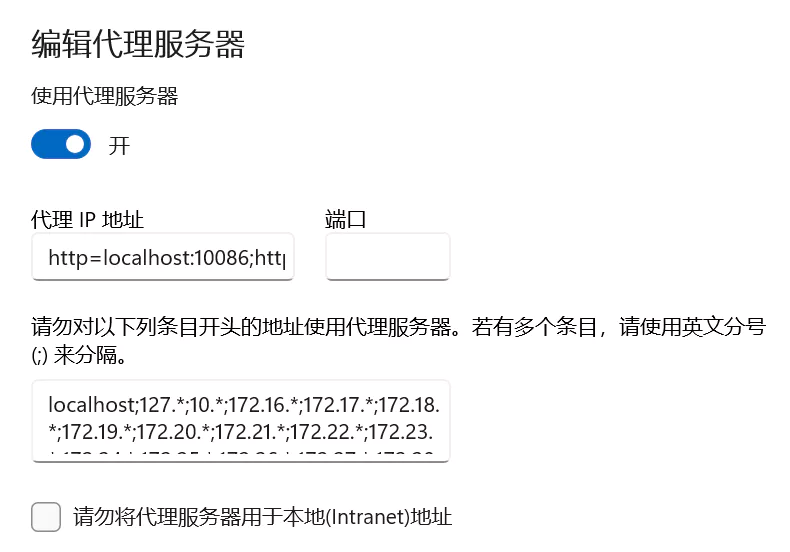 编辑代理服务器
使用代理服务器
开
代理 IP 地址
端口
http=localhost:10086;http
请勿对以下列条目开头的地址使用代理服务器。若有多个条目，请使用英文分号
(;) 来分隔。
localhost;127.*;10.*;172.16.*;172.17.*;172.18.
*;172.19.*;172.20.*;172.21.*;172.22.*;172.23.
请勿将代理服务器用于本地(Intranet)地址